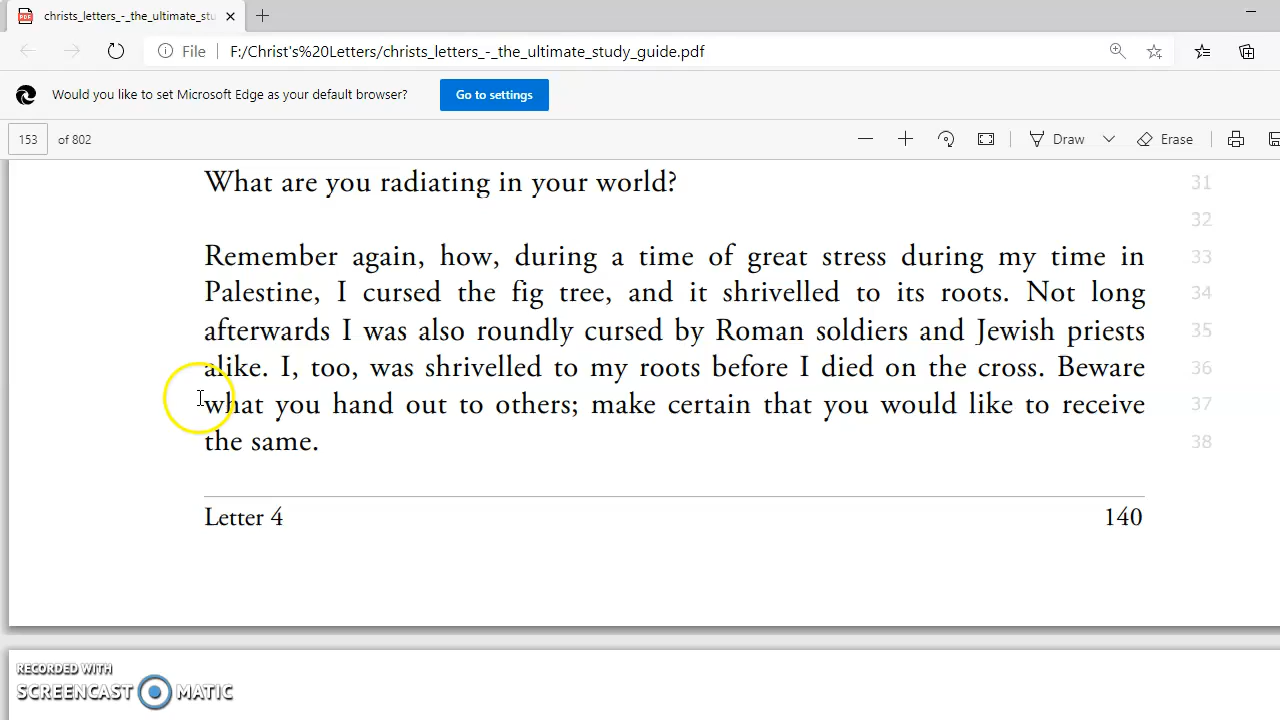 christs_letters_-_the_ultimate_stu
File F:/Christ's%20Letters/christs_letters_-_the_ultimate_study_guide.pdf
Would you like to set Microsoft Edge as your default browser? Go to settings
153 of 802 Draw Erase
What are you radiating in your world? 31
32
Remember again, how, during a time of great stress during my time in 33
Palestine, I cursed the fig tree, and it shrivelled to its roots. Not long 34
afterwards I was also roundly cursed by Roman soldiers and Jewish priests 35
alike. I, too, was shrivelled to my roots before I died on the cross. Beware 36
what you hand out to others; make certain that you would like to receive 37
the same. 38
Letter 4 140
RECORDED WITH
SCREENCAST MATIC